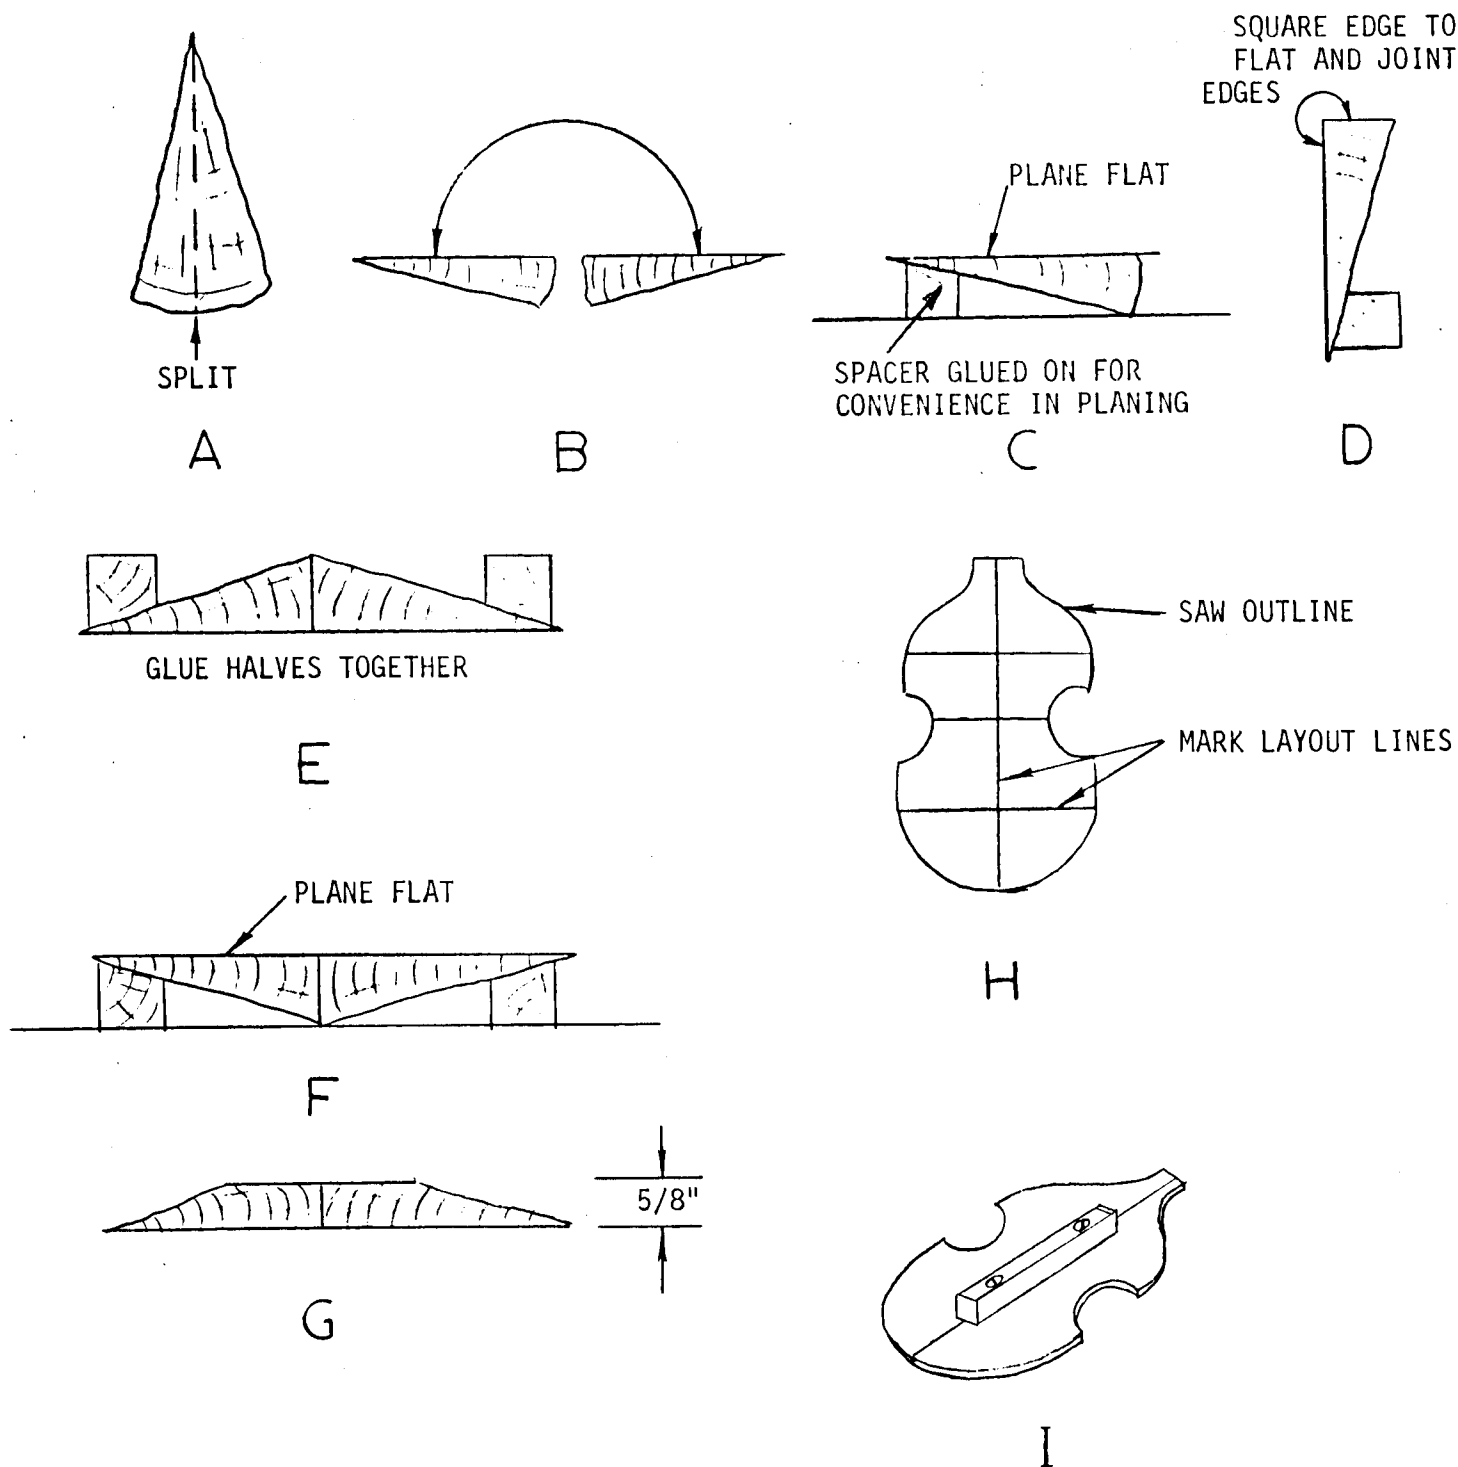 SQUARE EDGE TO
FLAT AND JOINT
EDGES
SPLIT
A
B
PLANE FLAT
SPACER GLUED ON FOR
CONVENIENCE IN PLANING
C
D
GLUE HALVES TOGETHER
E
SAW OUTLINE
MARK LAYOUT LINES
H
PLANE FLAT
F
5/8"
G
I